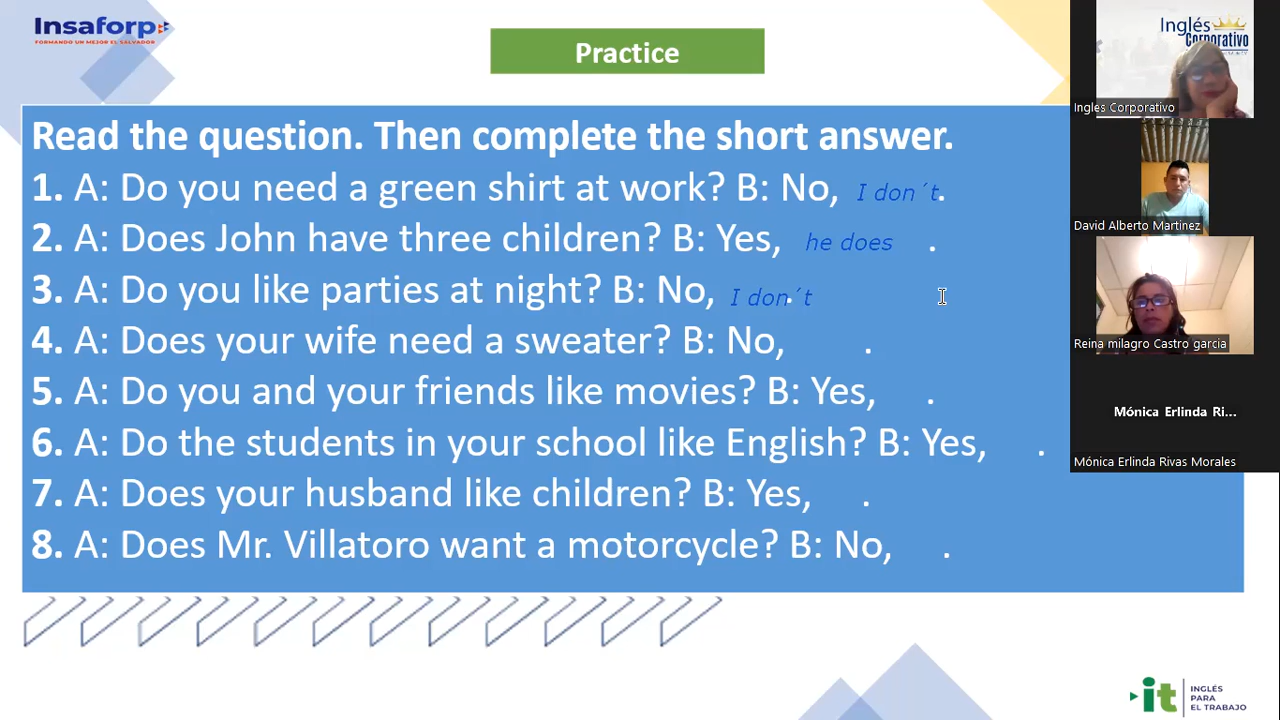 Insaforp
FORMANDO UN MEJOR EL SALVADOR
Practice
Read the question. Then complete the short answer.
1. A: Do you need a green shirt at work? B: No, I don´t.
2. A: Does John have three children? B: Yes, he does .
3. A: Do you like parties at night? B: No, I don´t.
4. A: Does your wife need a sweater? B: No, .
5. A: Do you and your friends like movies? B: Yes, .
6. A: Do the students in your school like English? B: Yes, .
7. A: Does your husband like children? B: Yes, .
8. A: Does Mr. Villatoro want a motorcycle? B: No, .
Inglés
Corporativo
Ingles Corporativo
David Alberto Martinez
Reina milagro Castro garcia
Mónica Erlinda Ri...
Mónica Erlinda Rivas Morales
it
INGLÉS
PARA
EL TRABAJO